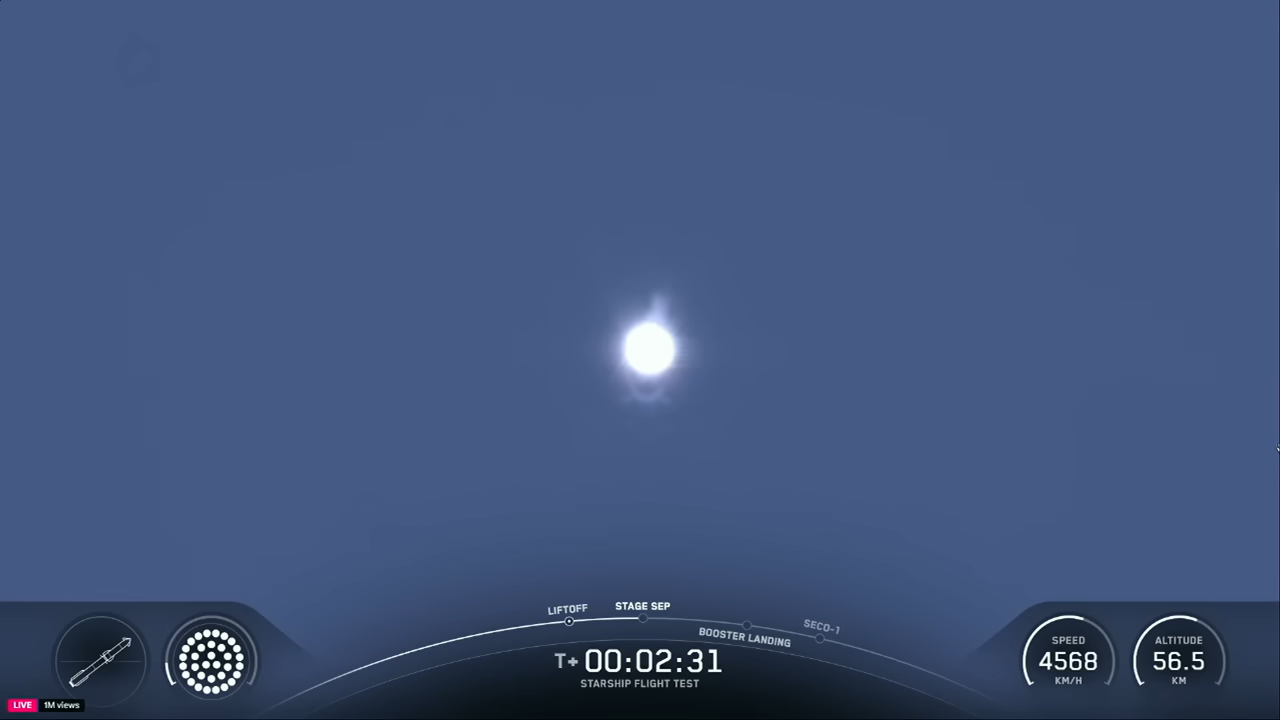 LIFTOFF
STAGE SEP
BOOSTER LANDING
SECO-1
T+ 00:02:31
STARSHIP FLIGHT TEST
SPEED
4568
KM/H
ALTITUDE
56.5
KM
LIVE 1M views